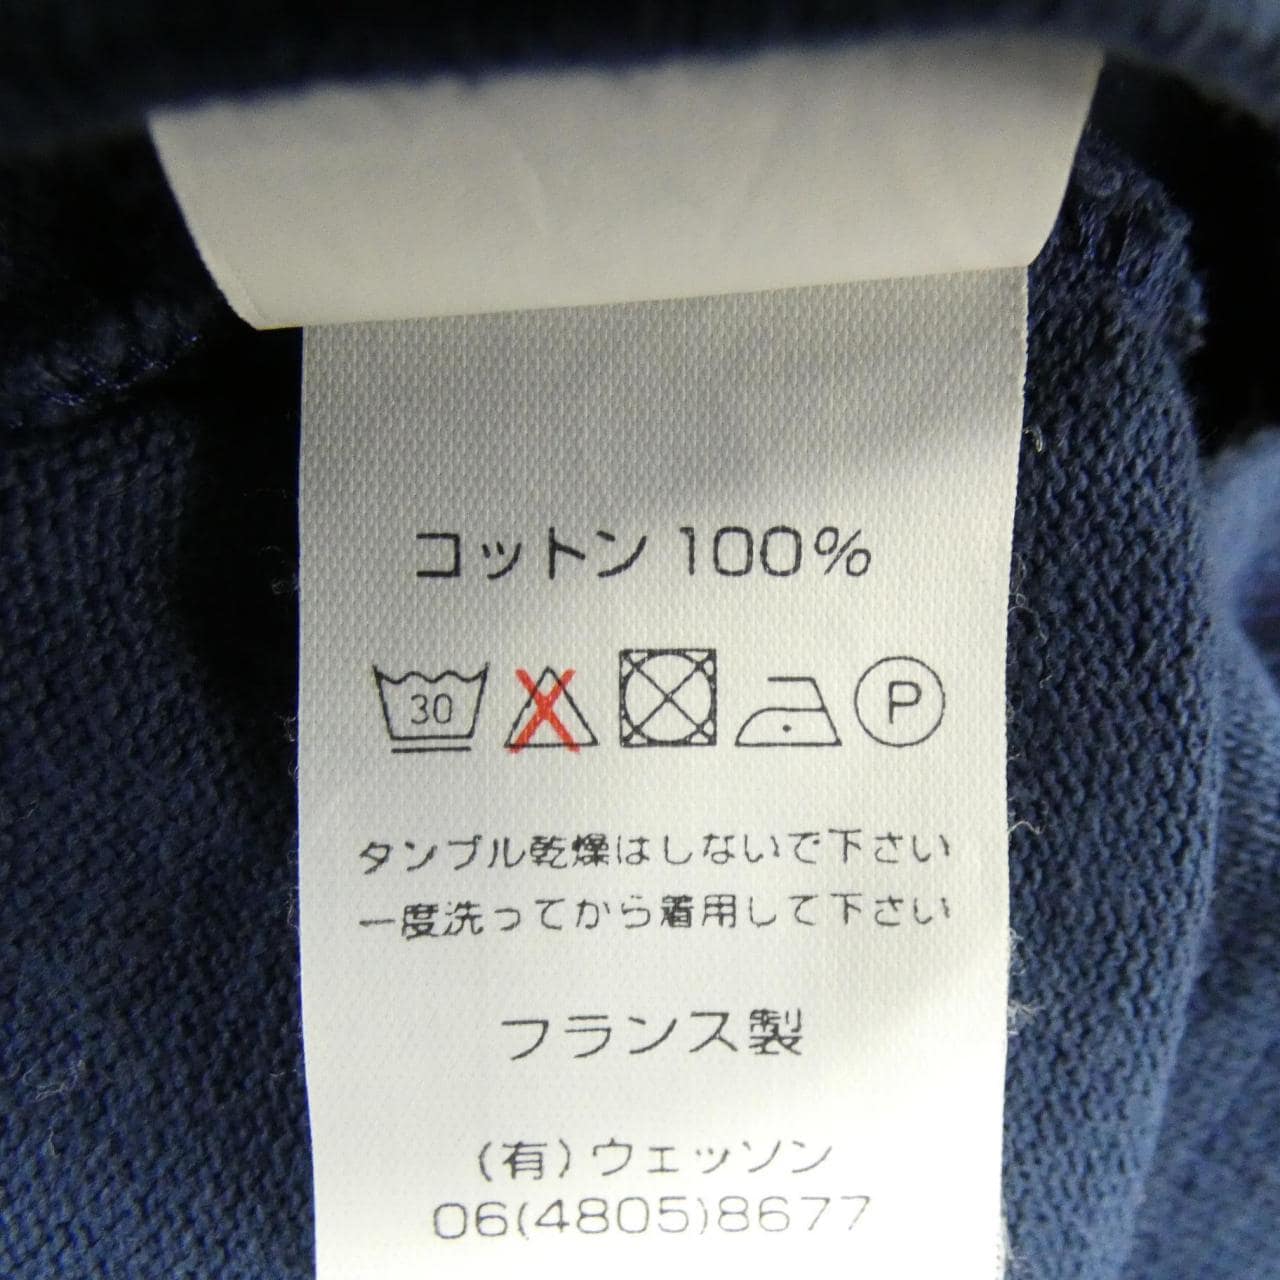 コットン 100%
30 P
タンブル乾燥はしないで下さい
一度洗ってから着用して下さい
フランス製
(有)ウェッソン
06(4805)8677